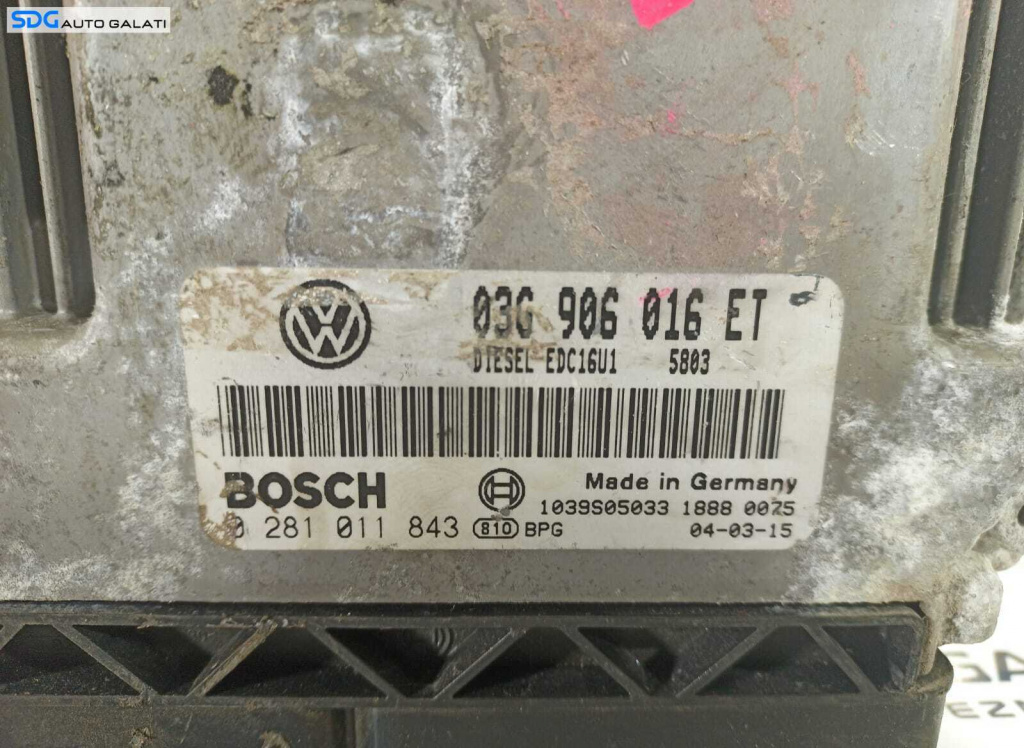 SDG AUTO GALATI
03G 906 016 ET
DIESEL EDC16U1 5803
BOSCH
Made in Germany
1039S05033 1888 0075
0 281 011 843 810 BPG 04-03-15